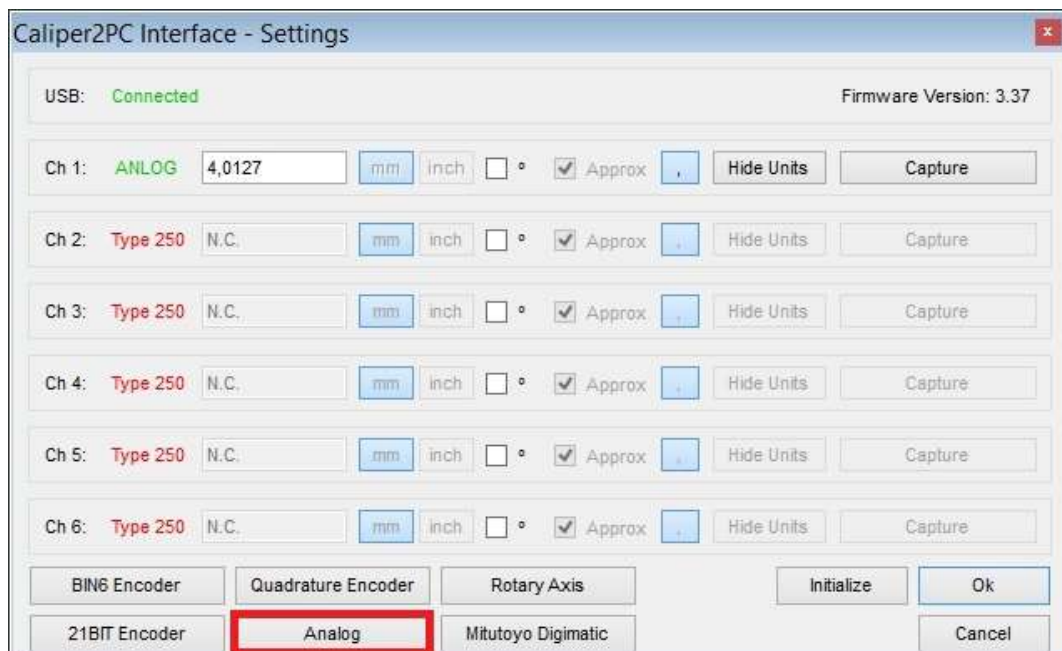 Caliper2PC Interface - Settings
x
USB: Connected Firmware Version: 3.37
Ch 1: ANLOG 4,0127 mm inch º Approx , Hide Units Capture
Ch 2: Type 250 N.C. mm inch º Approx , Hide Units Capture
Ch 3: Type 250 N.C. mm inch º Approx , Hide Units Capture
Ch 4: Type 250 N.C. mm inch º Approx , Hide Units Capture
Ch 5: Type 250 N.C. mm inch º Approx , Hide Units Capture
Ch 6: Type 250 N.C. mm inch º Approx , Hide Units Capture
BIN6 Encoder Quadrature Encoder Rotary Axis Initialize Ok
21BIT Encoder Analog Mitutoyo Digimatic Cancel